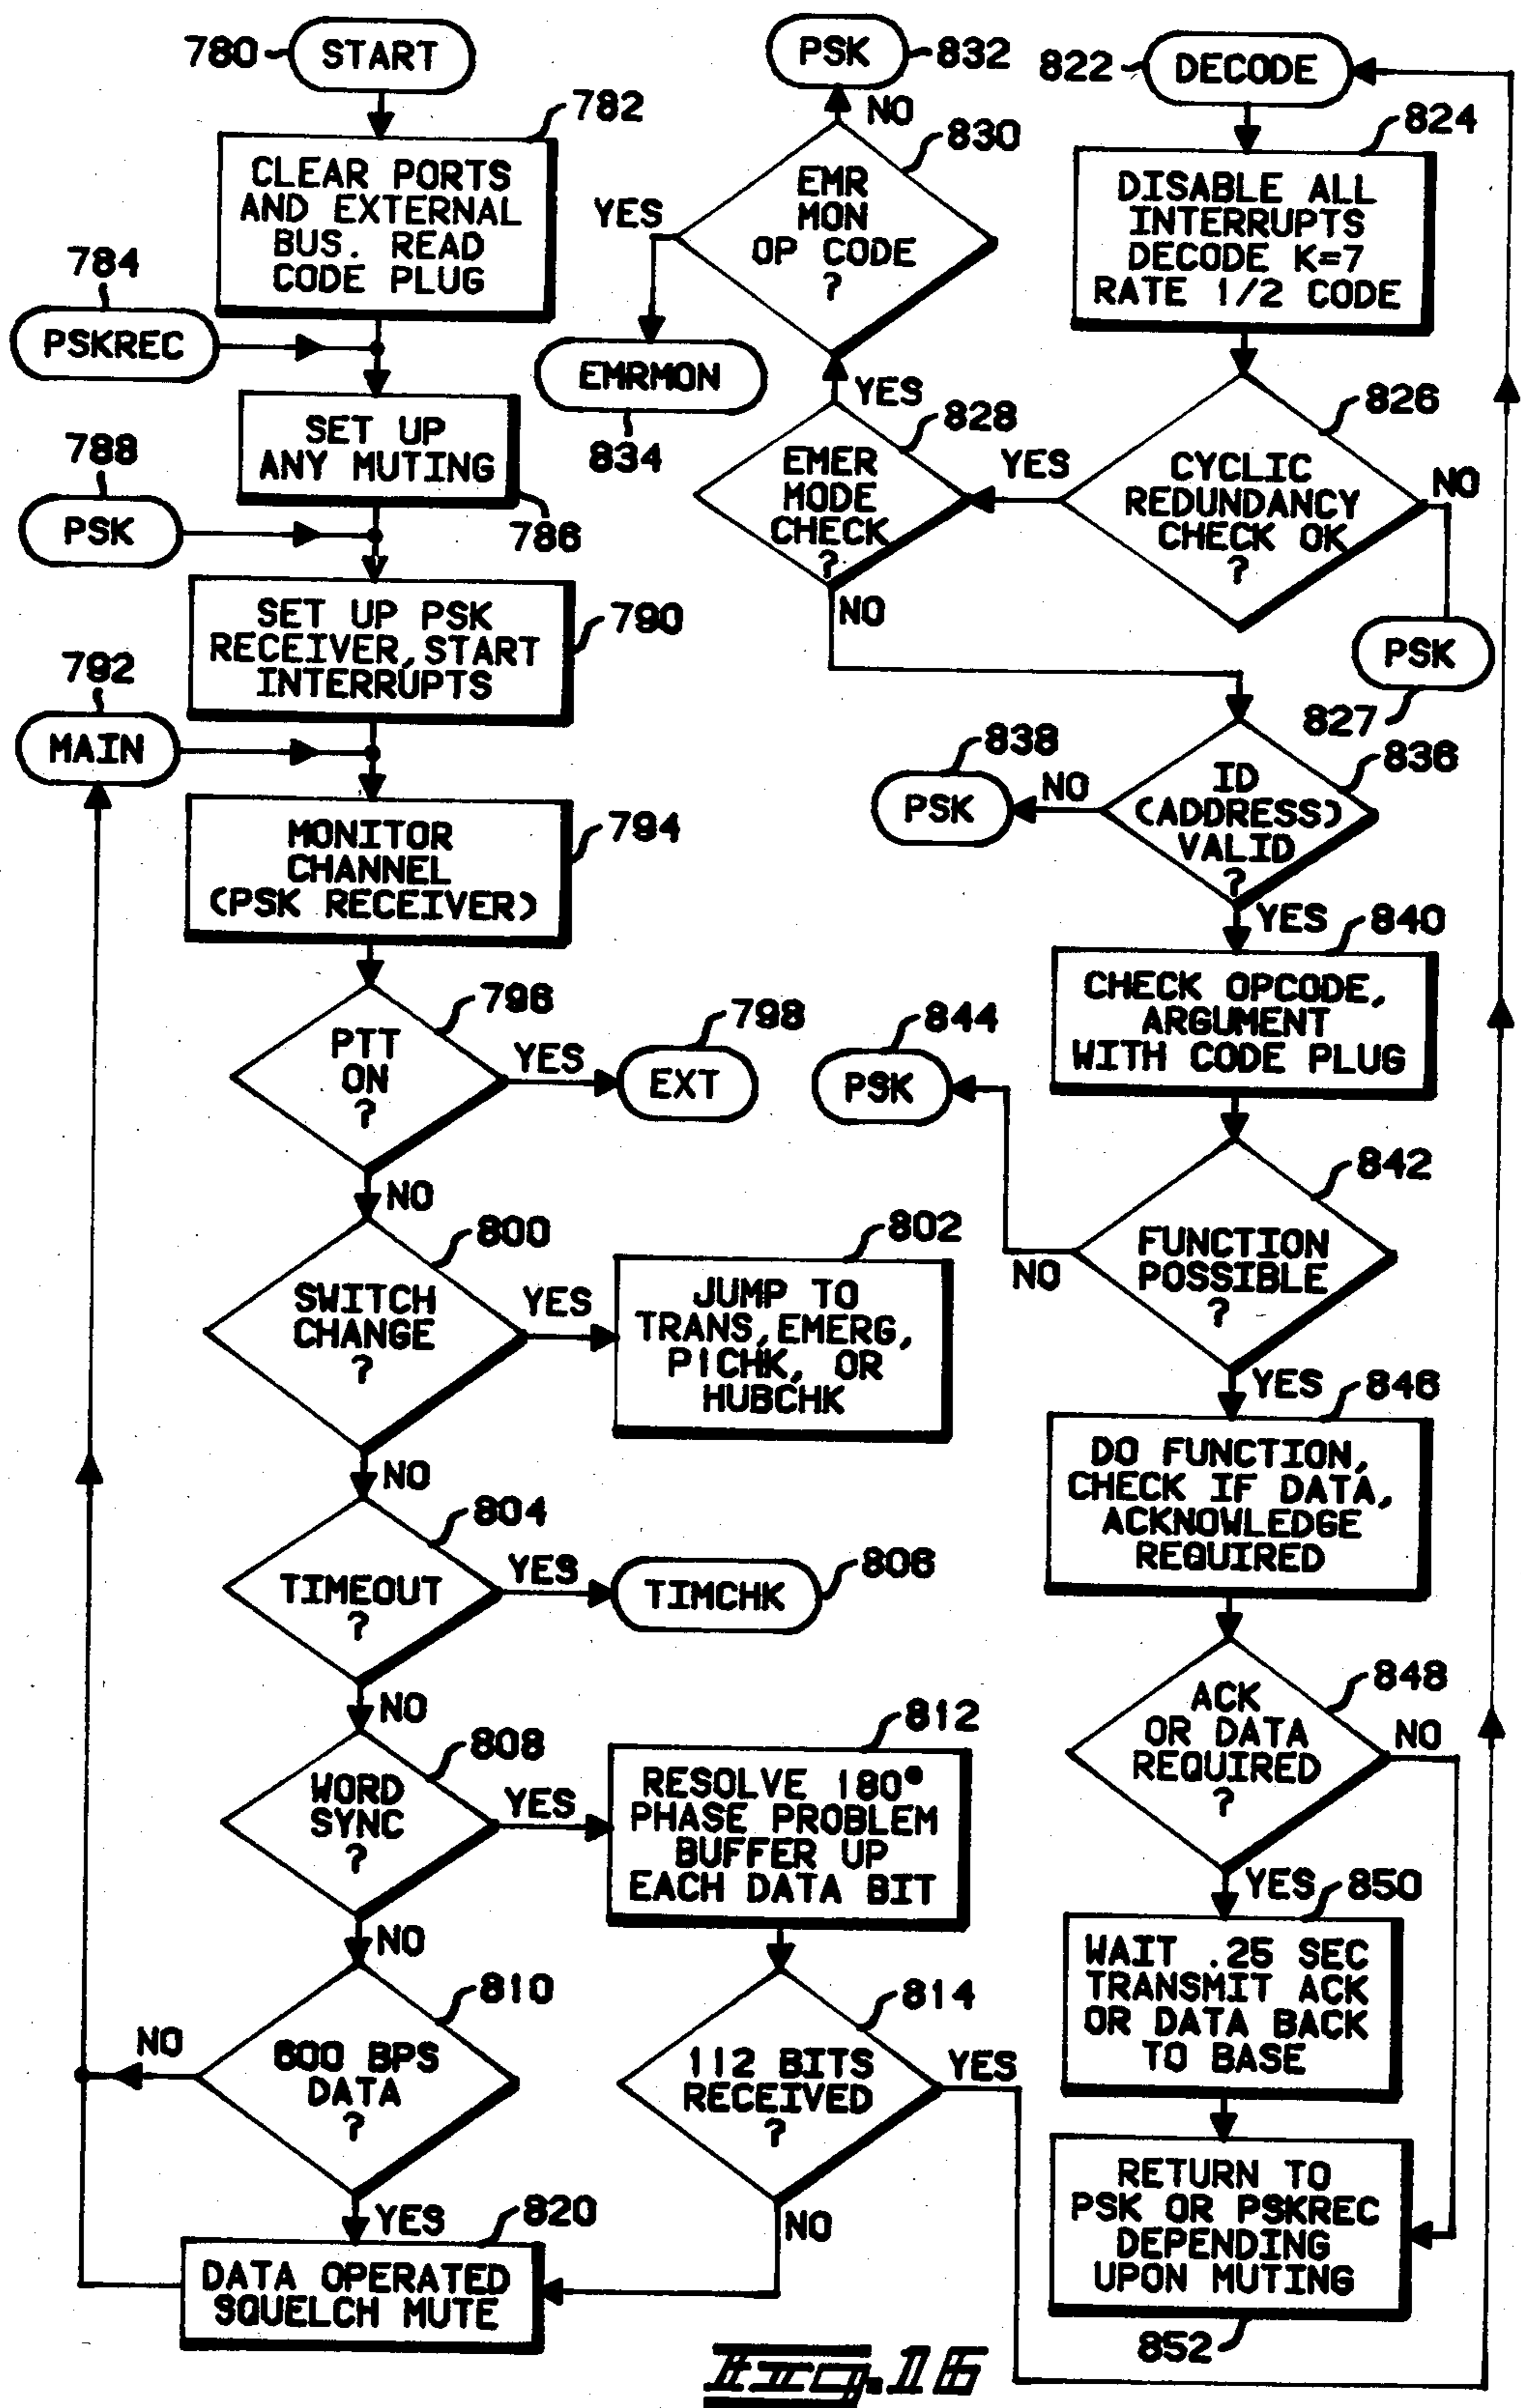 780
START
782
CLEAR PORTS
AND EXTERNAL
BUS. READ
CODE PLUG
784
PSKREC
SET UP
ANY MUTING
786
788
PSK
SET UP PSK
RECEIVER, START
INTERRUPTS
790
792
MAIN
MONITOR
CHANNEL
(PSK RECEIVER)
794
PTT
ON
?
796
YES
EXT
798
NO
SWITCH
CHANGE
?
800
YES
JUMP TO
TRANS, EMERG,
P1CHK, OR
HUBCHK
802
NO
TIMEOUT
?
804
YES
TIMCHK
806
NO
WORD
SYNC
?
808
YES
RESOLVE 180°
PHASE PROBLEM
BUFFER UP
EACH DATA BIT
812
NO
600 BPS
DATA
?
810
NO
YES
112 BITS
RECEIVED
?
814
YES
NO
DATA OPERATED
SQUELCH MUTE
820
PSK
832
NO
EMR
MON
OP CODE
?
830
YES
EMRMON
834
YES
EMER
MODE
CHECK
?
828
NO
822
DECODE
824
DISABLE ALL
INTERRUPTS
DECODE K=7
RATE 1/2 CODE
CYCLIC
REDUNDANCY
CHECK OK
?
826
YES
NO
PSK
827
ID
(ADDRESS)
VALID
?
836
NO
PSK
838
YES
840
CHECK OPCODE,
ARGUMENT
WITH CODE PLUG
FUNCTION
POSSIBLE
?
842
NO
PSK
844
YES
846
DO FUNCTION,
CHECK IF DATA,
ACKNOWLEDGE
REQUIRED
ACK
OR DATA
REQUIRED
?
848
NO
YES
850
WAIT .25 SEC
TRANSMIT ACK
OR DATA BACK
TO BASE
RETURN TO
PSK OR PSKREC
DEPENDING
UPON MUTING
852
Fig. 16